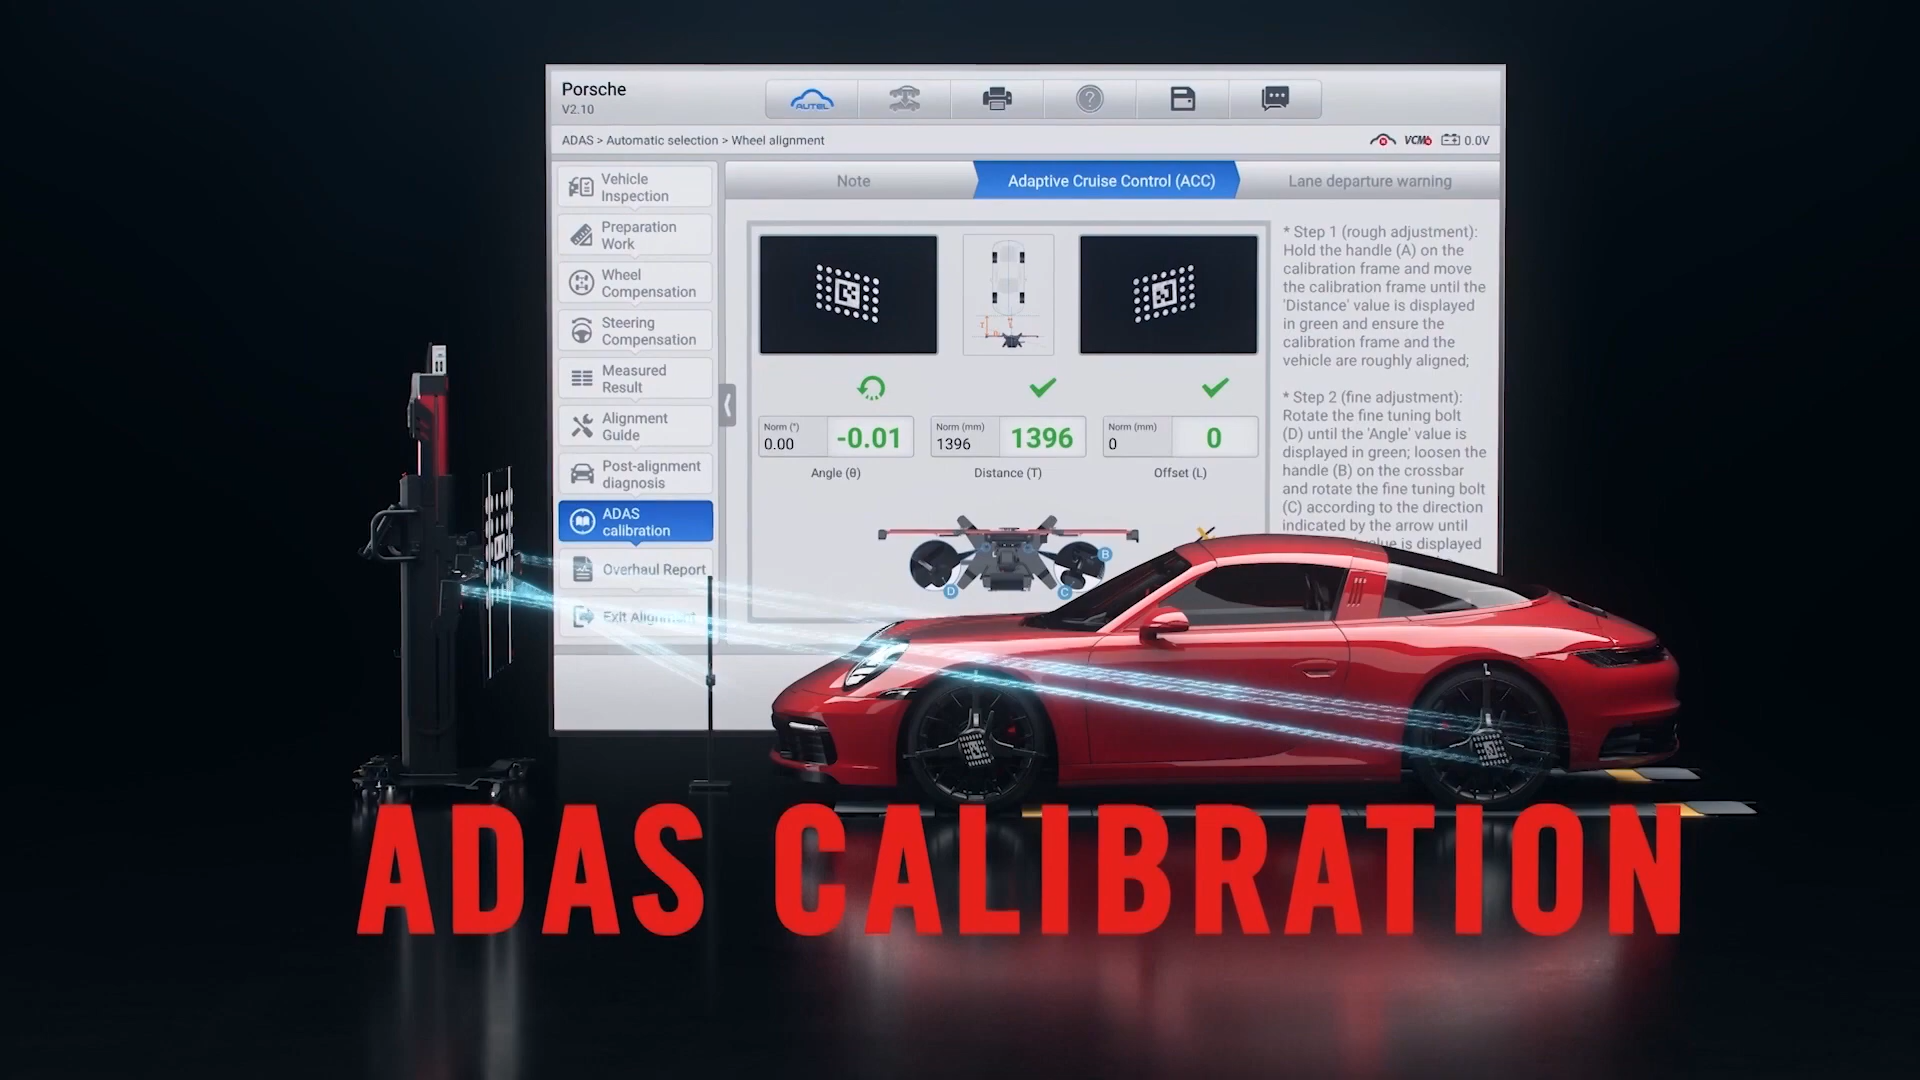 Porsche
V2.10
AUTEL
ADAS > Automatic selection > Wheel alignment
VCMI
0.0V
Vehicle
Inspection
Preparation
Work
Wheel
Compensation
Steering
Compensation
Measured
Result
Alignment
Guide
Post-alignment
diagnosis
ADAS
calibration
Overhaul Report
Exit Alignment
Note
Adaptive Cruise Control (ACC)
Lane departure warning
Norm (°)
0.00
-0.01
Angle (θ)
Norm (mm)
1396
1396
Distance (T)
Norm (mm)
0
0
Offset (L)
B
D
C
* Step 1 (rough adjustment):
Hold the handle (A) on the
calibration frame and move
the calibration frame until the
'Distance' value is displayed
in green and ensure the
calibration frame and the
vehicle are roughly aligned;
* Step 2 (fine adjustment):
Rotate the fine tuning bolt
(D) until the 'Angle' value is
displayed in green; loosen the
handle (B) on the crossbar
and rotate the fine tuning bolt
(C) according to the direction
indicated by the arrow until
value is displayed
ADAS CALIBRATION